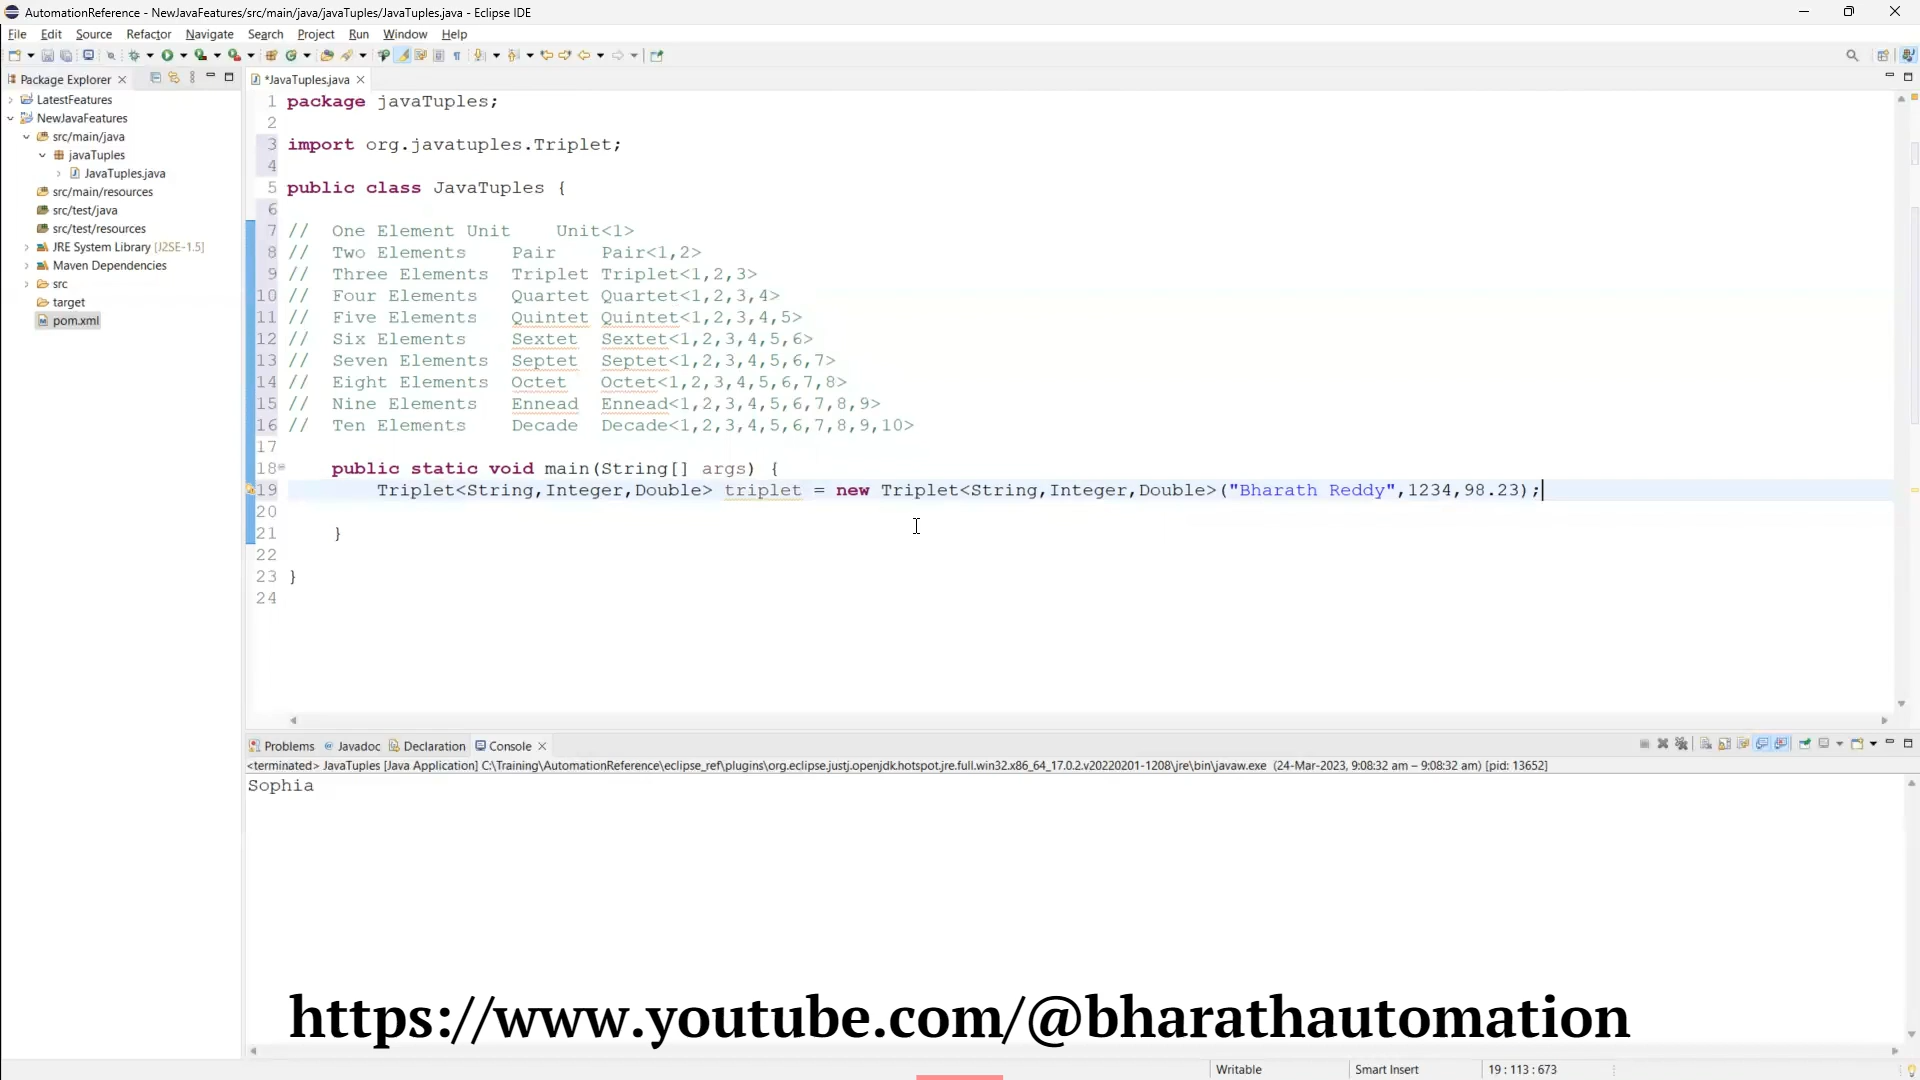 AutomationReference - NewJavaFeatures/src/main/java/javaTuples/JavaTuples.java - Eclipse IDE
File Edit Source Refactor Navigate Search Project Run Window Help
Package Explorer
*JavaTuples.java
LatestFeatures
NewJavaFeatures
src/main/java
javaTuples
JavaTuples.java
src/main/resources
src/test/java
src/test/resources
JRE System Library [J2SE-1.5]
Maven Dependencies
src
target
pom.xml
1 package javaTuples;
2
3 import org.javatuples.Triplet;
4
5 public class JavaTuples {
6
7 // One Element Unit Unit<1>
8 // Two Elements Pair Pair<1,2>
9 // Three Elements Triplet Triplet<1,2,3>
10 // Four Elements Quartet Quartet<1,2,3,4>
11 // Five Elements Quintet Quintet<1,2,3,4,5>
12 // Six Elements Sextet Sextet<1,2,3,4,5,6>
13 // Seven Elements Septet Septet<1,2,3,4,5,6,7>
14 // Eight Elements Octet Octet<1,2,3,4,5,6,7,8>
15 // Nine Elements Ennead Ennead<1,2,3,4,5,6,7,8,9>
16 // Ten Elements Decade Decade<1,2,3,4,5,6,7,8,9,10>
17
18 public static void main(String[] args) {
19 Triplet<String,Integer,Double> triplet = new Triplet<String,Integer,Double>("Bharath Reddy",1234,98.23);
20
21 }
22
23 }
24
Problems Javadoc Declaration Console
<terminated> JavaTuples [Java Application] C:\Training\AutomationReference\eclipse_ref\plugins\org.eclipse.justj.openjdk.hotspot.jre.full.win32.x86_64_17.0.2.v20220201-1208\jre\bin\javaw.exe (24-Mar-2023, 9:08:32 am – 9:08:32 am) [pid: 13652]
Sophia
https://www.youtube.com/@bharathautomation
Writable Smart Insert 19 : 113 : 673